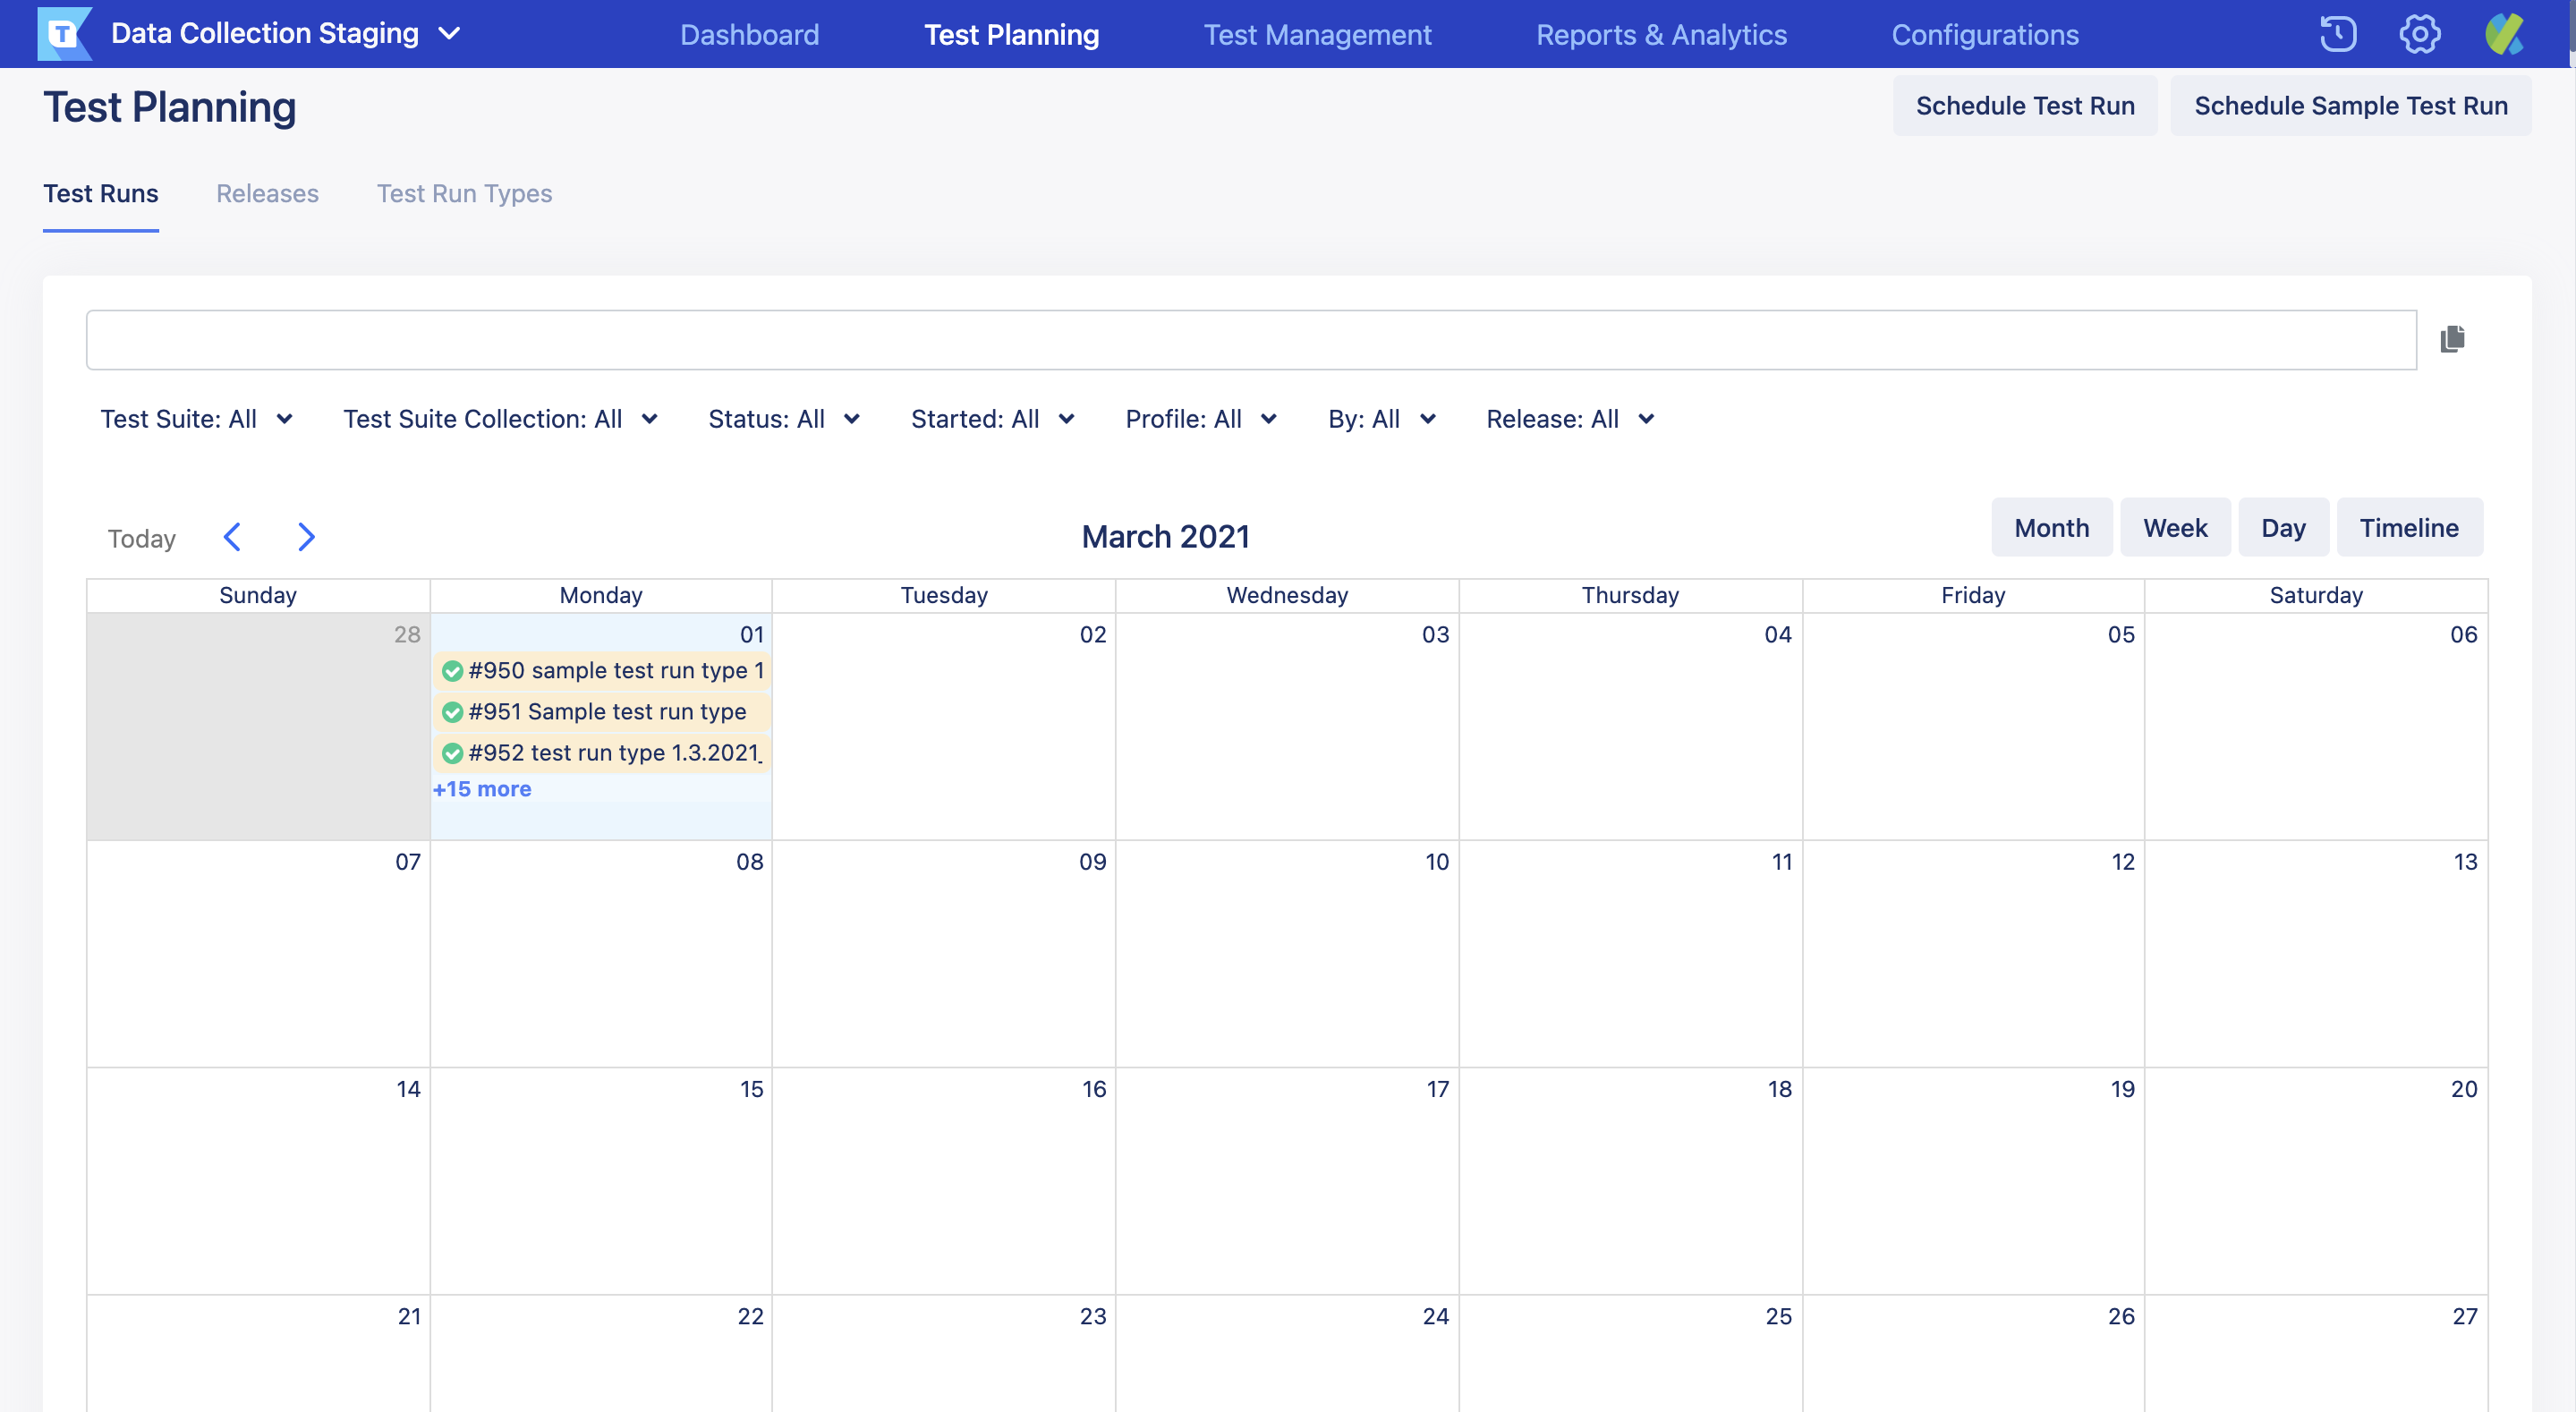 T Data Collection Staging Dashboard Test Planning Test Management Reports & Analytics Configurations
Test Planning Schedule Test Run Schedule Sample Test Run
Test Runs Releases Test Run Types
Test Suite: All Test Suite Collection: All Status: All Started: All Profile: All By: All Release: All
Today March 2021 Month Week Day Timeline
Sunday Monday Tuesday Wednesday Thursday Friday Saturday
28 01 02 03 04 05 06
#950 sample test run type 1
#951 Sample test run type
#952 test run type 1.3.2021_
+15 more
07 08 09 10 11 12 13
14 15 16 17 18 19 20
21 22 23 24 25 26 27